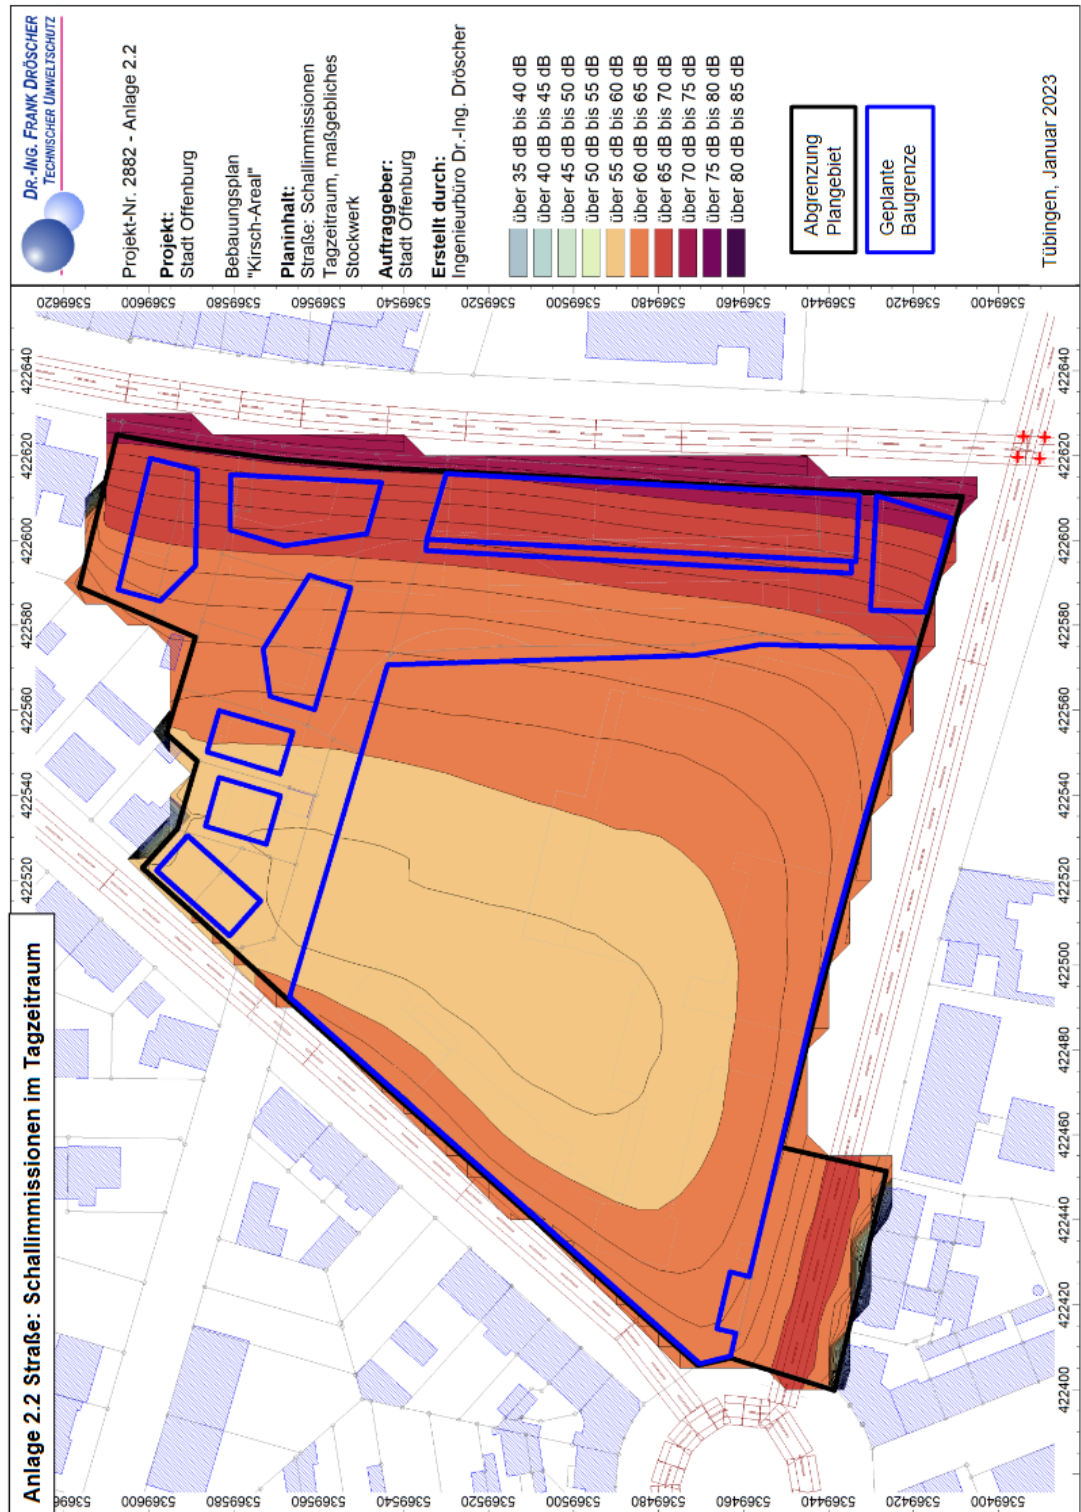 Anlage 2.2 Straße: Schallimmissionen im Tagzeitraum
DR.-ING. FRANK DRÖSCHER
TECHNISCHER UMWELTSCHUTZ
Projekt-Nr. 2882 - Anlage 2.2
Projekt:
Stadt Offenburg
Bebauungsplan
"Kirsch-Areal"
Planinhalt:
Straße: Schallimmissionen
Tagzeitraum, maßgebliches
Stockwerk
Auftraggeber:
Stadt Offenburg
Erstellt durch:
Ingenieurbüro Dr.-Ing. Dröscher
über 35 dB bis 40 dB
über 40 dB bis 45 dB
über 45 dB bis 50 dB
über 50 dB bis 55 dB
über 55 dB bis 60 dB
über 60 dB bis 65 dB
über 65 dB bis 70 dB
über 70 dB bis 75 dB
über 75 dB bis 80 dB
über 80 dB bis 85 dB
Abgrenzung
Plangebiet
Geplante
Baugrenze
Tübingen, Januar 2023
422400
422420
422440
422460
422480
422500
422520
422540
422560
422580
422600
422620
422640
5369620
5369600
5369580
5369560
5369540
5369520
5369500
5369480
5369460
5369440
5369420
5369400